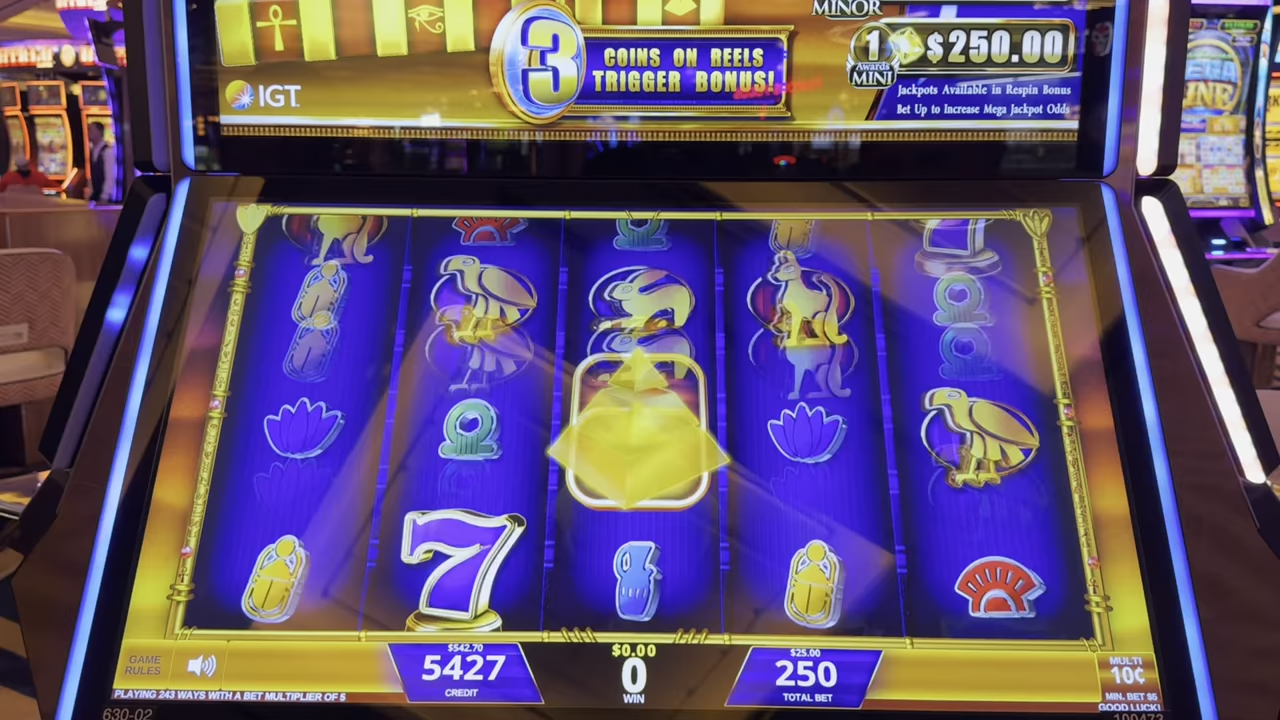 MINOR
3
COINS ON REELS
TRIGGER BONUS!
1
Awards
MINI
$250.00
Jackpots Available in Respin Bonus
Bet Up to Increase Mega Jackpot Odds
IGT
7
GAME
RULES
$542.70
5427
CREDIT
$0.00
0
WIN
$25.00
250
TOTAL BET
MULTI
10¢
MIN. BET $5
GOOD LUCK!
PLAYING 243 WAYS WITH A BET MULTIPLIER OF 5
630-02